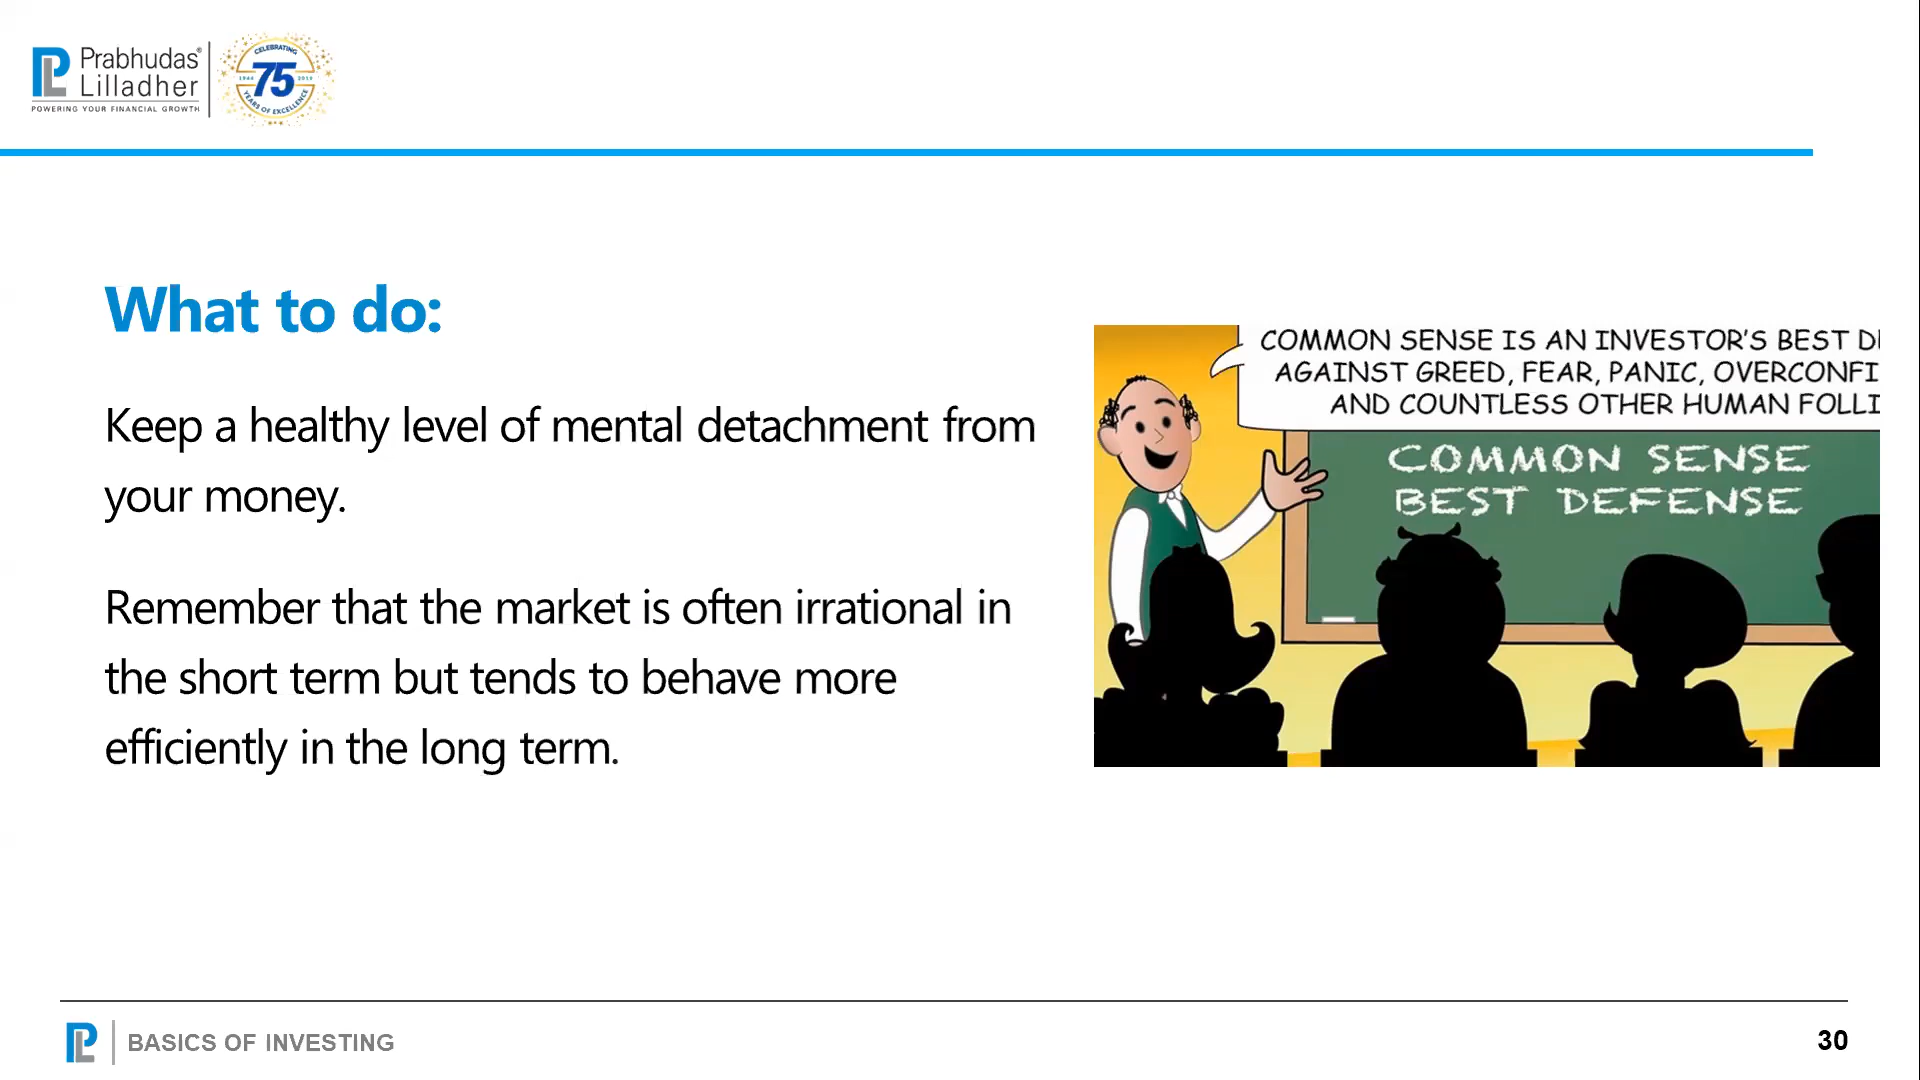 Prabhudas®
Lilladher
POWERING YOUR FINANCIAL GROWTH
CELEBRATING
75
YEARS OF EXCELLENCE
What to do:
Keep a healthy level of mental detachment from
your money.
Remember that the market is often irrational in
the short term but tends to behave more
efficiently in the long term.
COMMON SENSE IS AN INVESTOR'S BEST
AGAINST GREED, FEAR, PANIC,
AND COUNTLESS OTHER HUMAN
COMMON SENSE
BEST DEFENSE
BASICS OF INVESTING
30